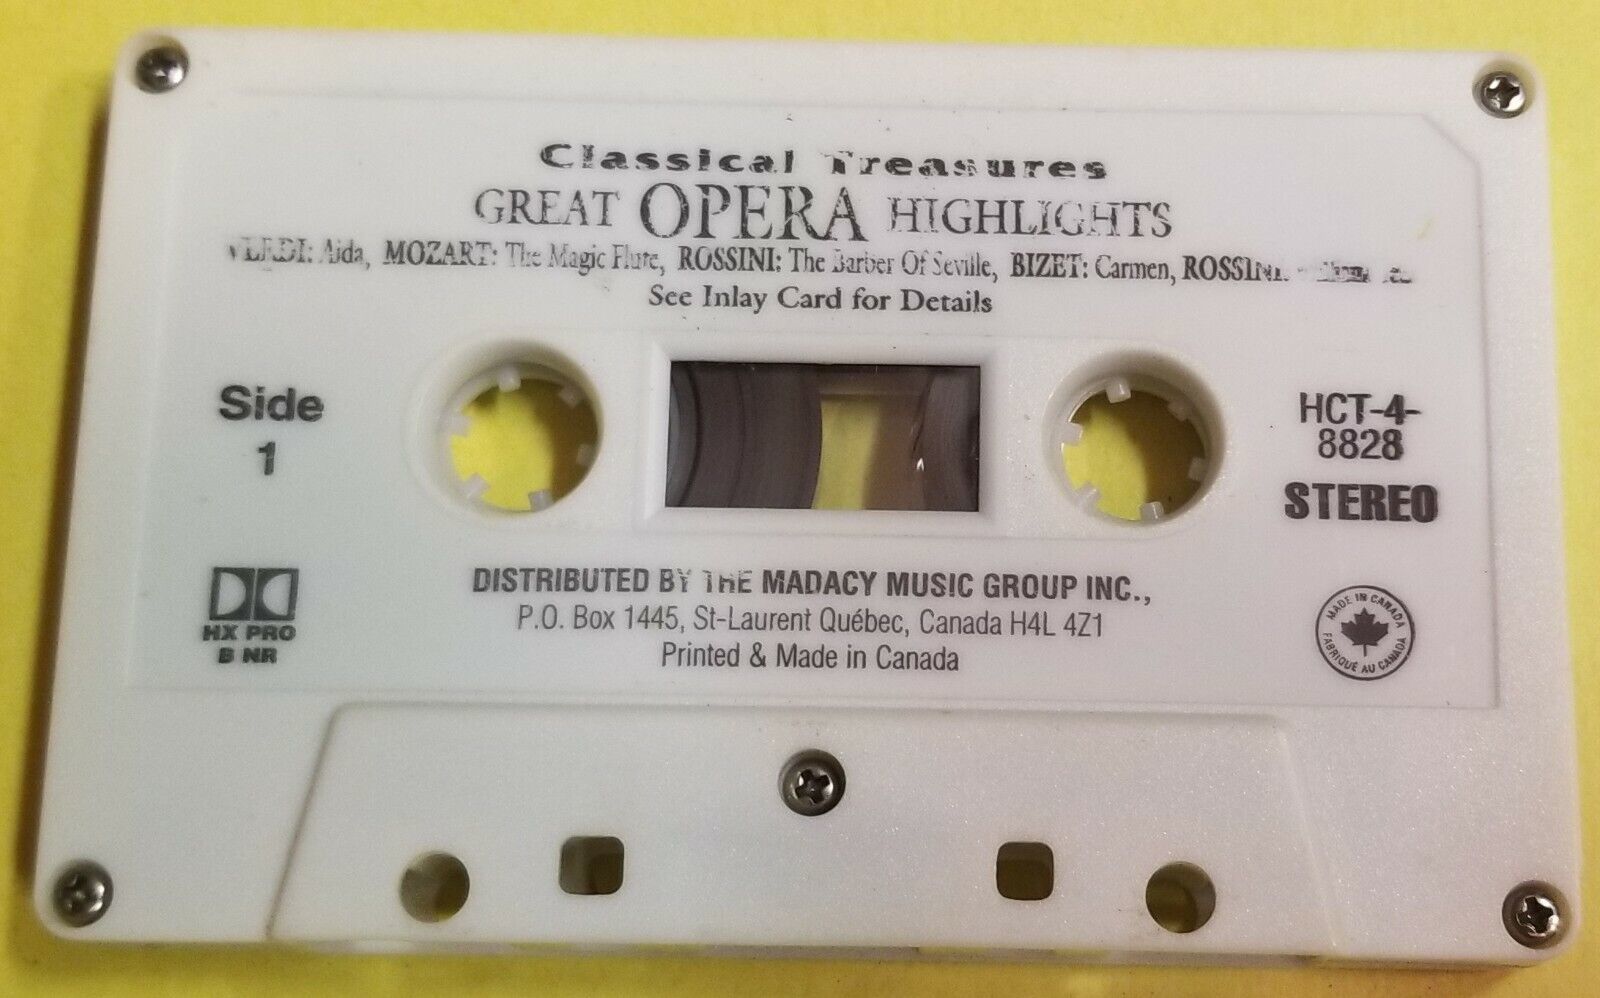 Classical Treasures
GREAT OPERA HIGHLIGHTS
VERDI: Aida, MOZART: The Magic Flute, ROSSINI: The Barber Of Seville, BIZET: Carmen, ROSSINI:
See Inlay Card for Details
Side
1
HCT-4-
8828
STEREO
HX PRO
B NR
DISTRIBUTED BY THE MADACY MUSIC GROUP INC.,
P.O. Box 1445, St-Laurent Québec, Canada H4L 4Z1
Printed & Made in Canada
MADE IN CANADA
FABRIQUÉ AU CANADA